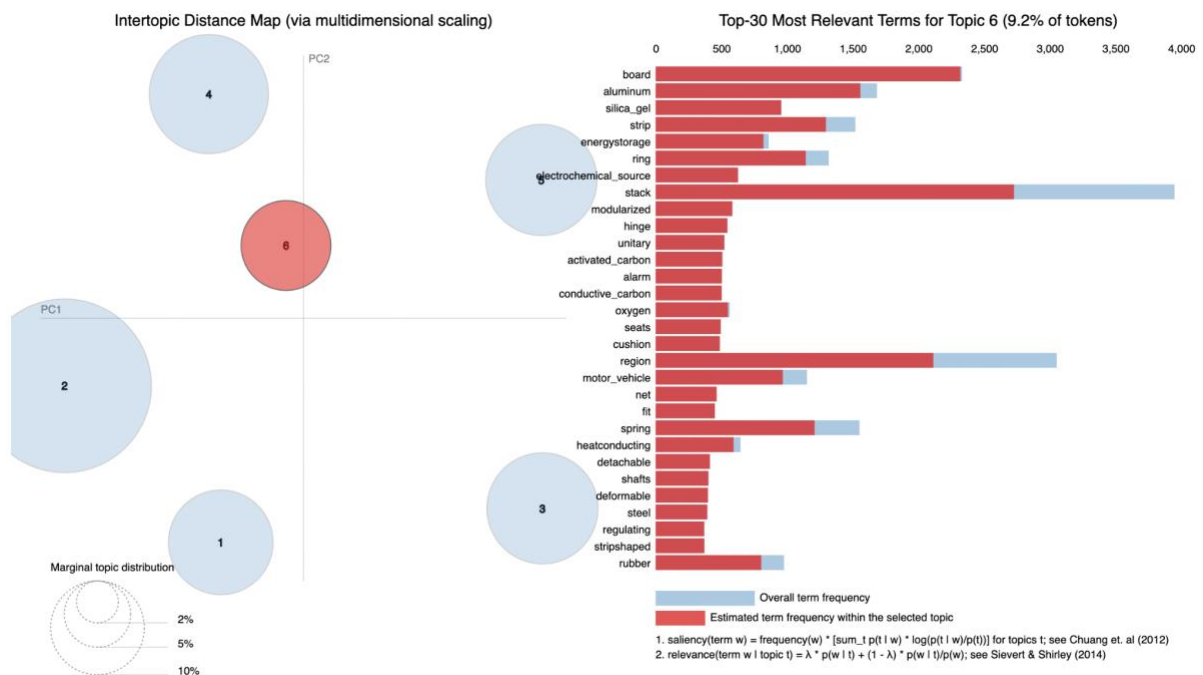 Intertopic Distance Map (via multidimensional scaling)
PC2
4
5
6
PC1
2
3
1
Marginal topic distribution
2%
5%
10%
Top-30 Most Relevant Terms for Topic 6 (9.2% of tokens)
0 500 1,000 1,500 2,000 2,500 3,000 3,500 4,000
board
aluminum
silica_gel
strip
energystorage
ring
electrochemical_source
stack
modularized
hinge
unitary
activated_carbon
alarm
conductive_carbon
oxygen
seats
cushion
region
motor_vehicle
net
fit
spring
heatconducting
detachable
shafts
deformable
steel
regulating
stripshaped
rubber
Overall term frequency
Estimated term frequency within the selected topic
1. saliency(term w) = frequency(w) * [sum_t p(t | w) * log(p(t | w)/p(t))] for topics t; see Chuang et. al (2012)
2. relevance(term w | topic t) = λ * p(w | t) + (1 - λ) * p(w | t)/p(w); see Sievert & Shirley (2014)